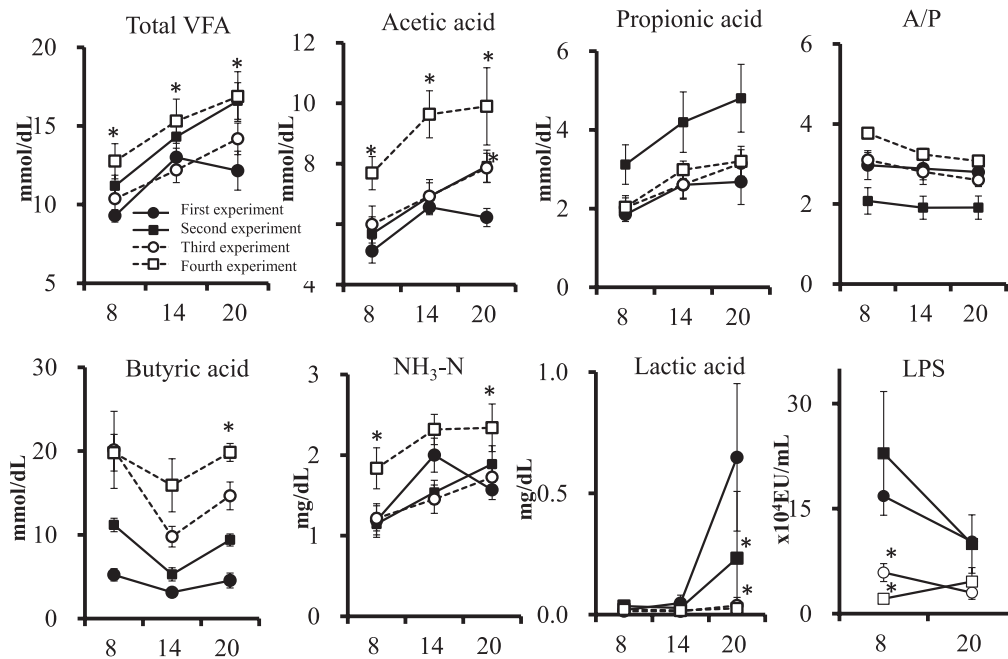 Total VFA
mmol/dL
20
15
10
5
* * *
First experiment
Second experiment
Third experiment
Fourth experiment
8 14 20
Acetic acid
mmol/dL
12
10
8
6
4
* * * *
8 14 20
Propionic acid
mmol/dL
6
4
2
0
8 14 20
A/P
6
4
2
0
8 14 20
Butyric acid
mmol/dL
30
20
10
0
*
8 14 20
NH₃-N
mg/dL
3
2
1
0
* *
8 14 20
Lactic acid
mg/dL
1.0
0.5
0.0
* *
8 14 20
LPS
x10⁴EU/mL
30
15
0
* *
8 20